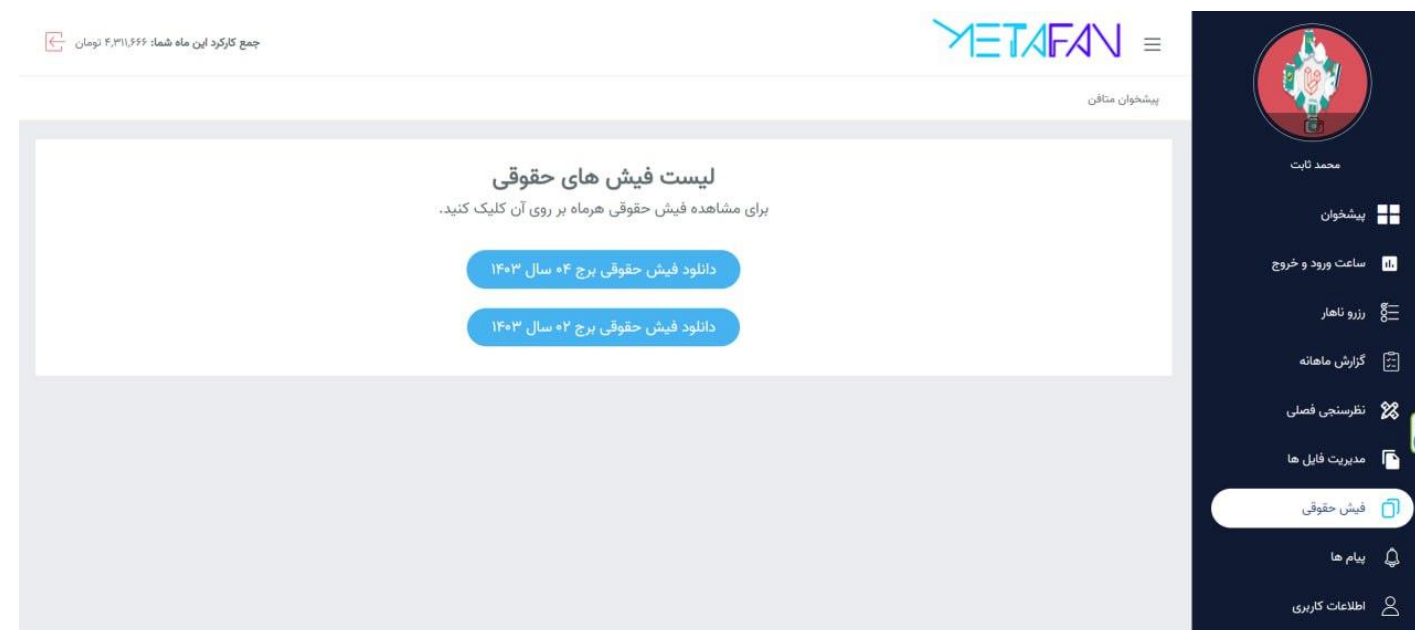 METAFAN
جمع کارکرد این ماه شما: ۴,۳۱۱,۶۶۶ تومان
پیشخوان متافن
لیست فیش های حقوقی
برای مشاهده فیش حقوقی هرماه بر روی آن کلیک کنید.
دانلود فیش حقوقی برج ۰۴ سال ۱۴۰۳
دانلود فیش حقوقی برج ۰۲ سال ۱۴۰۳
محمد ثابت
پیشخوان
ساعت ورود و خروج
رزرو ناهار
گزارش ماهانه
نظرسنجی فصلی
مدیریت فایل ها
فیش حقوقی
پیام ها
اطلاعات کاربری